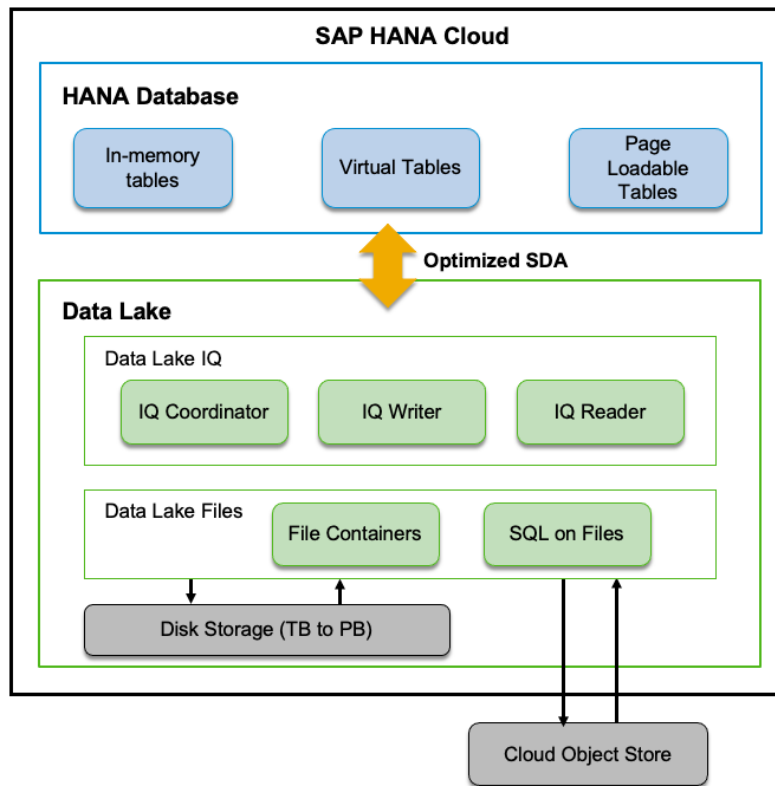 SAP HANA Cloud
HANA Database
In-memory
tables
Virtual Tables
Page
Loadable
Tables
Optimized SDA
Data Lake
Data Lake IQ
IQ Coordinator
IQ Writer
IQ Reader
Data Lake Files
File Containers
SQL on Files
Disk Storage (TB to PB)
Cloud Object Store